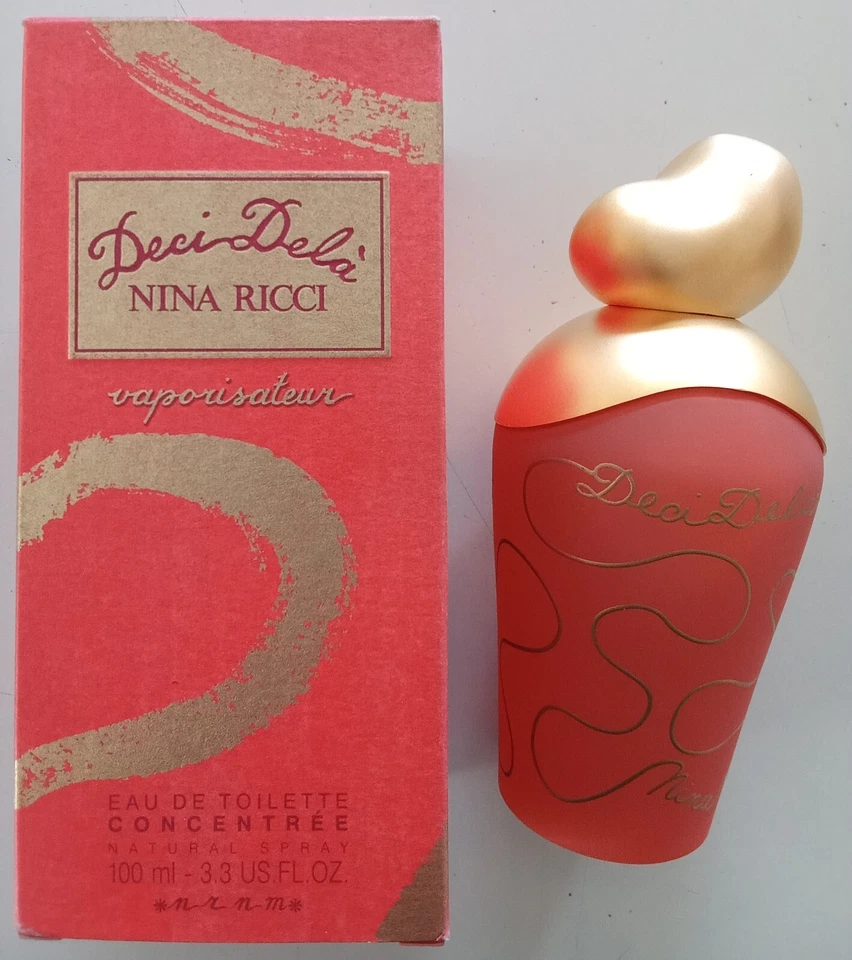 Deci Delà
NINA RICCI
vaporisateur
EAU DE TOILETTE
CONCENTRÉE
NATURAL SPRAY
100 ml - 3.3 US.FL.OZ.
*n r n m*
Deci Delà
Nina